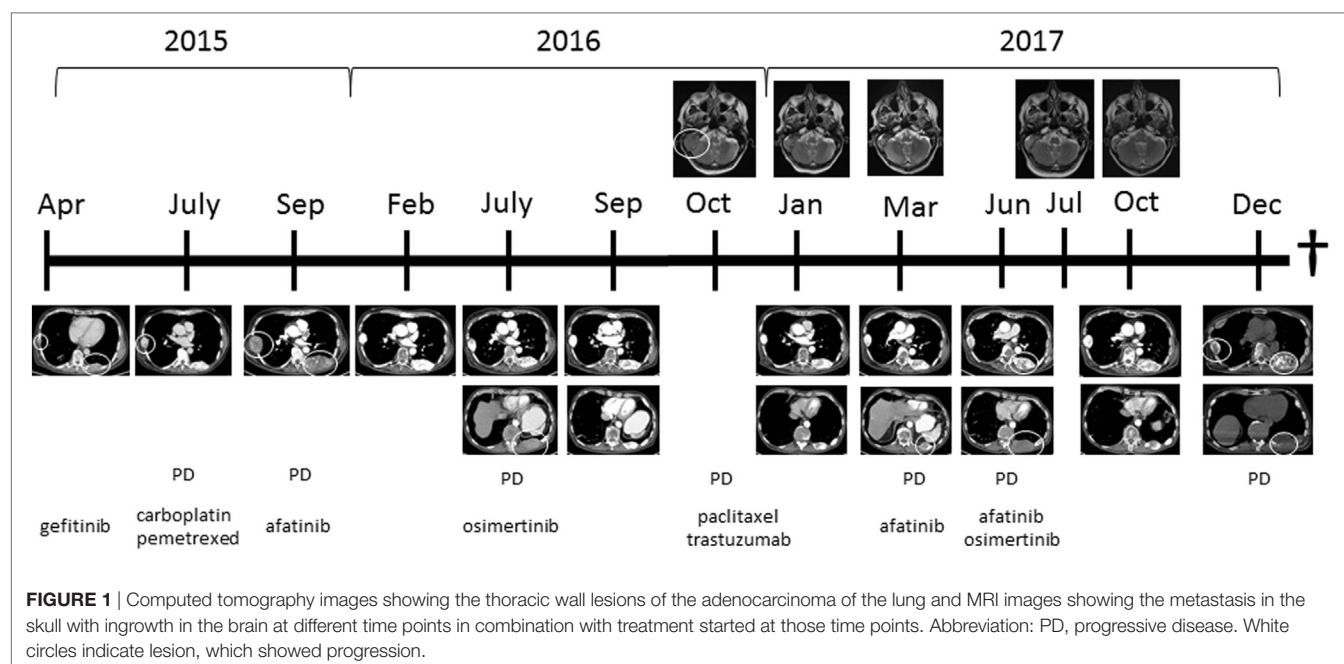 2015 2016 2017
Apr July Sep Feb July Sep Oct Jan Mar Jun Jul Oct Dec
PD PD PD PD PD PD PD
gefitinib carboplatin afatinib osimertinib paclitaxel afatinib afatinib
pemetrexed trastuzumab osimertinib
FIGURE 1 | Computed tomography images showing the thoracic wall lesions of the adenocarcinoma of the lung and MRI images showing the metastasis in the
skull with ingrowth in the brain at different time points in combination with treatment started at those time points. Abbreviation: PD, progressive disease. White
circles indicate lesion, which showed progression.